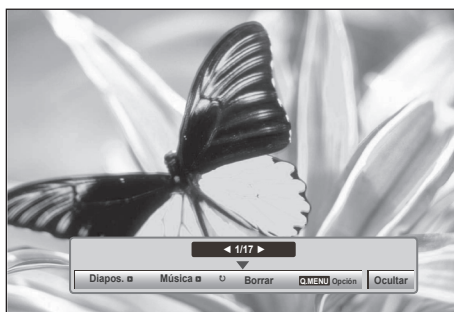 ◀ 1/17 ▶
Diapos. Música ↻ Borrar Q.MENU Opción Ocultar